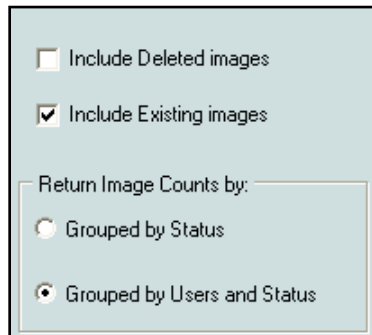 Include Deleted images
Include Existing images
Return Image Counts by:
Grouped by Status
Grouped by Users and Status